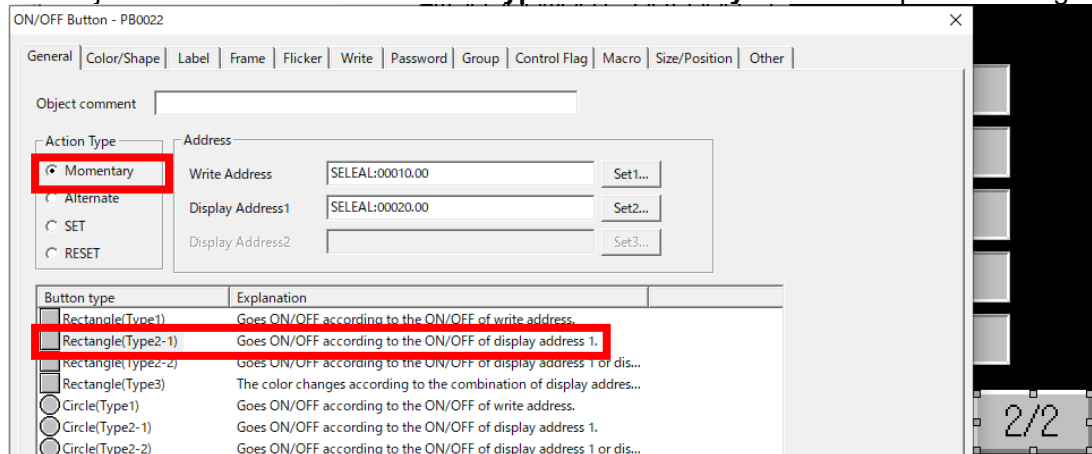 ON/OFF Button - PB0022
General Color/Shape Label Frame Flicker Write Password Group Control Flag Macro Size/Position Other
Object comment
Action Type
Address
Momentary
Write Address SELEAL:00010.00 Set1...
Alternate
Display Address1 SELEAL:00020.00 Set2...
SET
Display Address2 Set3...
RESET
Button type Explanation
Rectangle(Type1) Goes ON/OFF according to the ON/OFF of write address.
Rectangle(Type2-1) Goes ON/OFF according to the ON/OFF of display address 1.
Rectangle(Type2-2) Goes ON/OFF according to the ON/OFF of display address 1 or dis...
Rectangle(Type3) The color changes according to the combination of display addres...
Circle(Type1) Goes ON/OFF according to the ON/OFF of write address.
Circle(Type2-1) Goes ON/OFF according to the ON/OFF of display address 1.
Circle(Type2-2) Goes ON/OFF according to the ON/OFF of display address 1 or dis...
2/2